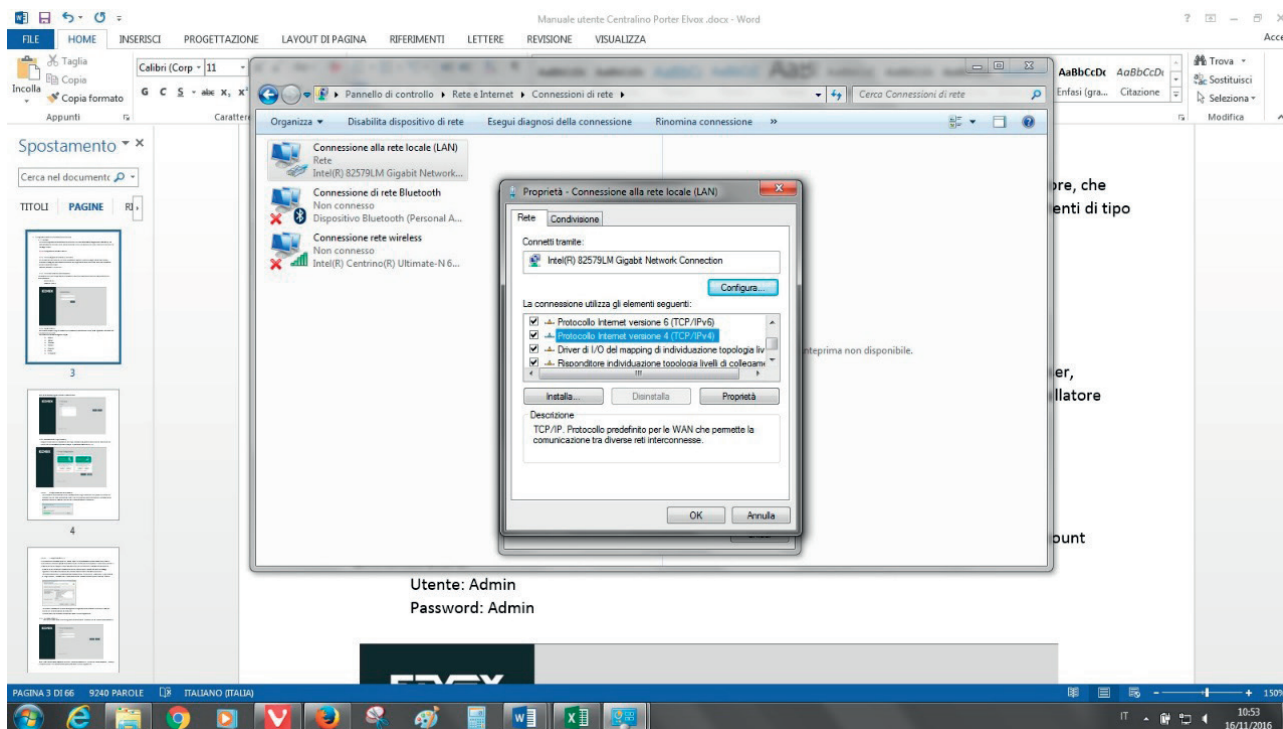 Manuale utente Centralino Porter Elvox .docx - Word
FILE HOME INSERISCI PROGETTAZIONE LAYOUT DI PAGINA RIFERIMENTI LETTERE REVISIONE VISUALIZZA
Acce
Incolla
Taglia
Copia
Copia formato
Appunti
Calibri (Corp 11
G C S abc X, X
Caratter
AaBbCcDc AaBbCcDc
Enfasi (gra... Citazione
Trova
Sostituisci
Seleziona
Modifica
Spostamento
Cerca nel documento
TITOLI PAGINE
3
4
Pannello di controllo Rete e Internet Connessioni di rete
Cerca Connessioni di rete
Organizza Disabilita dispositivo di rete Esegui diagnosi della connessione Rinomina connessione »
Connessione alla rete locale (LAN)
Rete
Intel(R) 82579LM Gigabit Network...
Connessione di rete Bluetooth
Non connesso
Dispositivo Bluetooth (Personal A...
Connessione rete wireless
Non connesso
Intel(R) Centrino(R) Ultimate-N 6...
Anteprima non disponibile.
Proprietà - Connessione alla rete locale (LAN)
Rete Condivisione
Connetti tramite:
Intel(R) 82579LM Gigabit Network Connection
Configura...
La connessione utilizza gli elementi seguenti:
Protocollo Internet versione 6 (TCP/IPv6)
Protocollo Internet versione 4 (TCP/IPv4)
Driver di I/O del mapping di individuazione topologia liv
Risponditore individuazione topologia livelli di collegame
Installa... Disinstalla Proprietà
Descrizione
TCP/IP. Protocollo predefinito per le WAN che permette la
comunicazione tra diverse reti interconnesse.
OK Annulla
ore, che
enti di tipo
er,
llatore
ount
Utente: Admin
Password: Admin
PAGINA 3 DI 66 9240 PAROLE ITALIANO (ITALIA)
150%
IT
10:53
16/11/2016